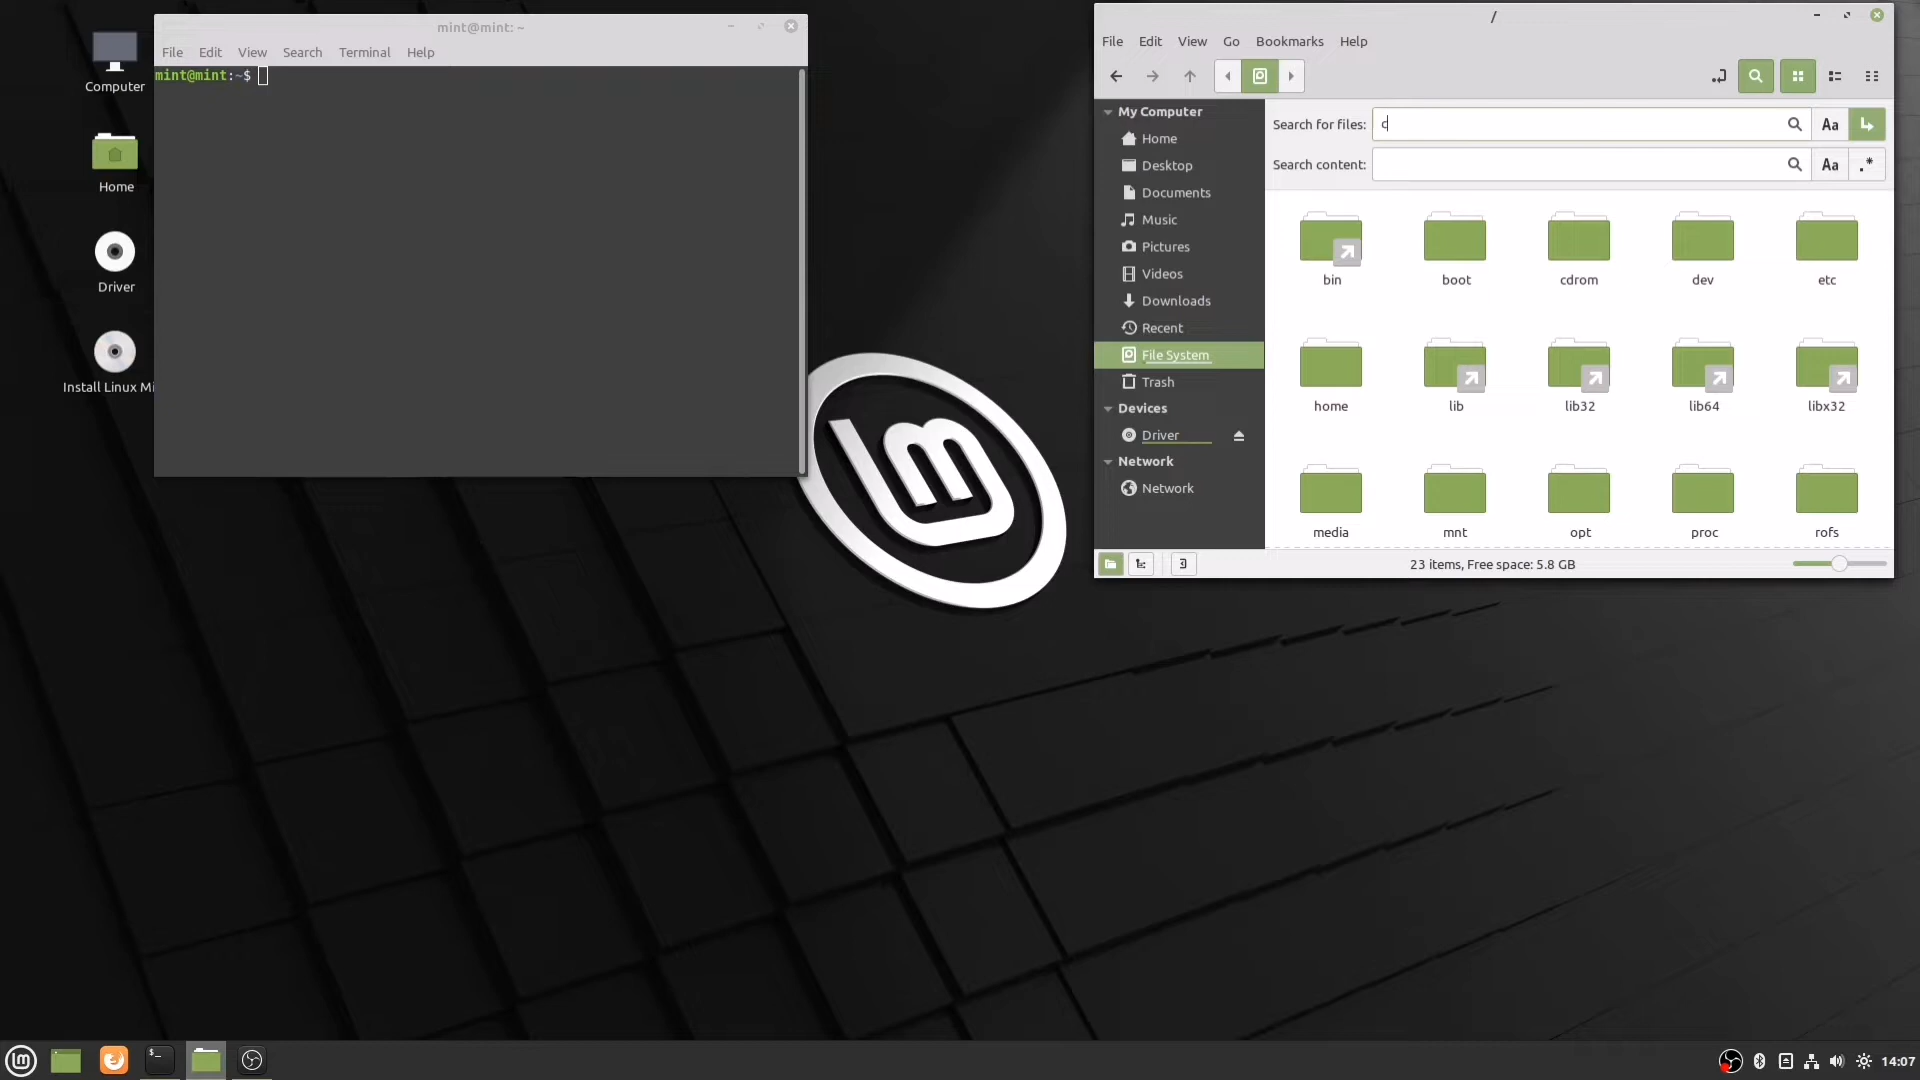 Computer
Home
Driver
Install Linux Mi
mint@mint: ~
File Edit View Search Terminal Help
mint@mint:~$
/
File Edit View Go Bookmarks Help
My Computer
Home
Desktop
Documents
Music
Pictures
Videos
Downloads
Recent
File System
Trash
Devices
Driver
Network
Network
Search for files: c Aa
Search content: Aa .*
bin boot cdrom dev etc
home lib lib32 lib64 libx32
media mnt opt proc rofs
23 items, Free space: 5.8 GB
14:07